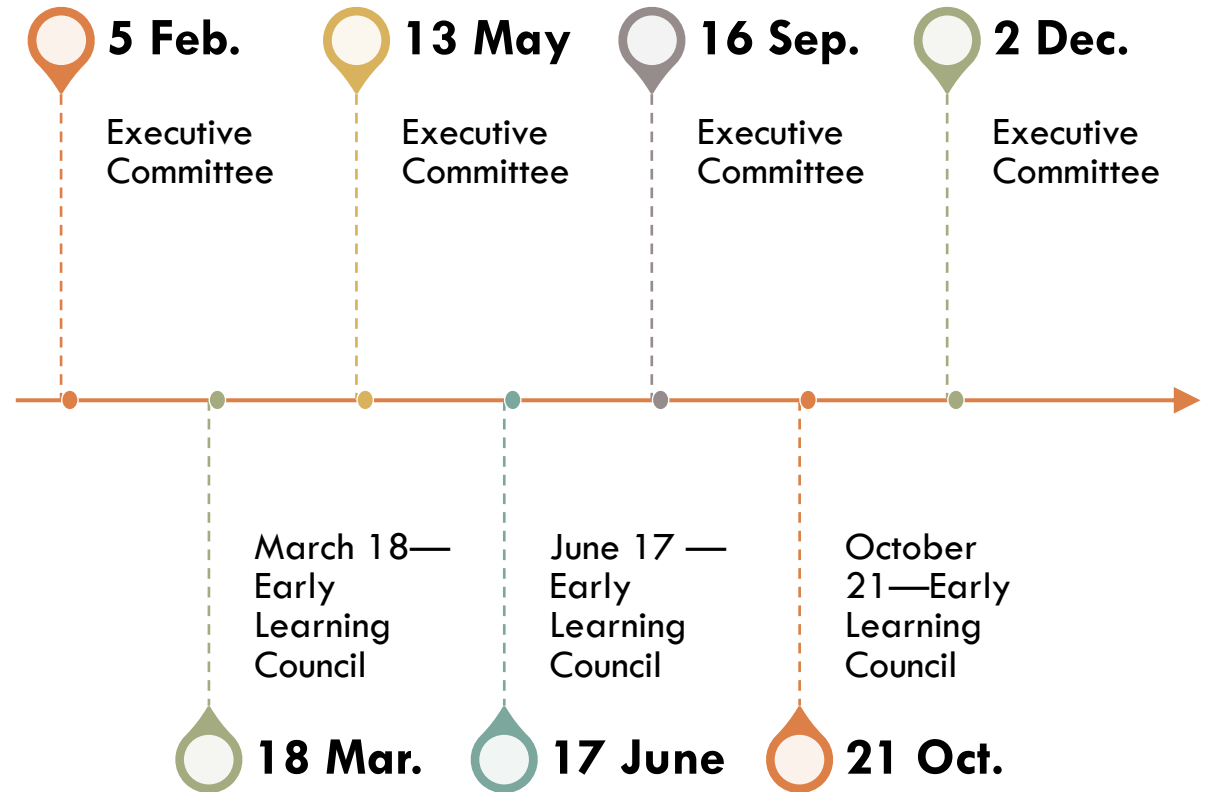 5 Feb.
Executive
Committee
13 May
Executive
Committee
16 Sep.
Executive
Committee
2 Dec.
Executive
Committee
March 18—
Early
Learning
Council
18 Mar.
June 17 —
Early
Learning
Council
17 June
October
21—Early
Learning
Council
21 Oct.